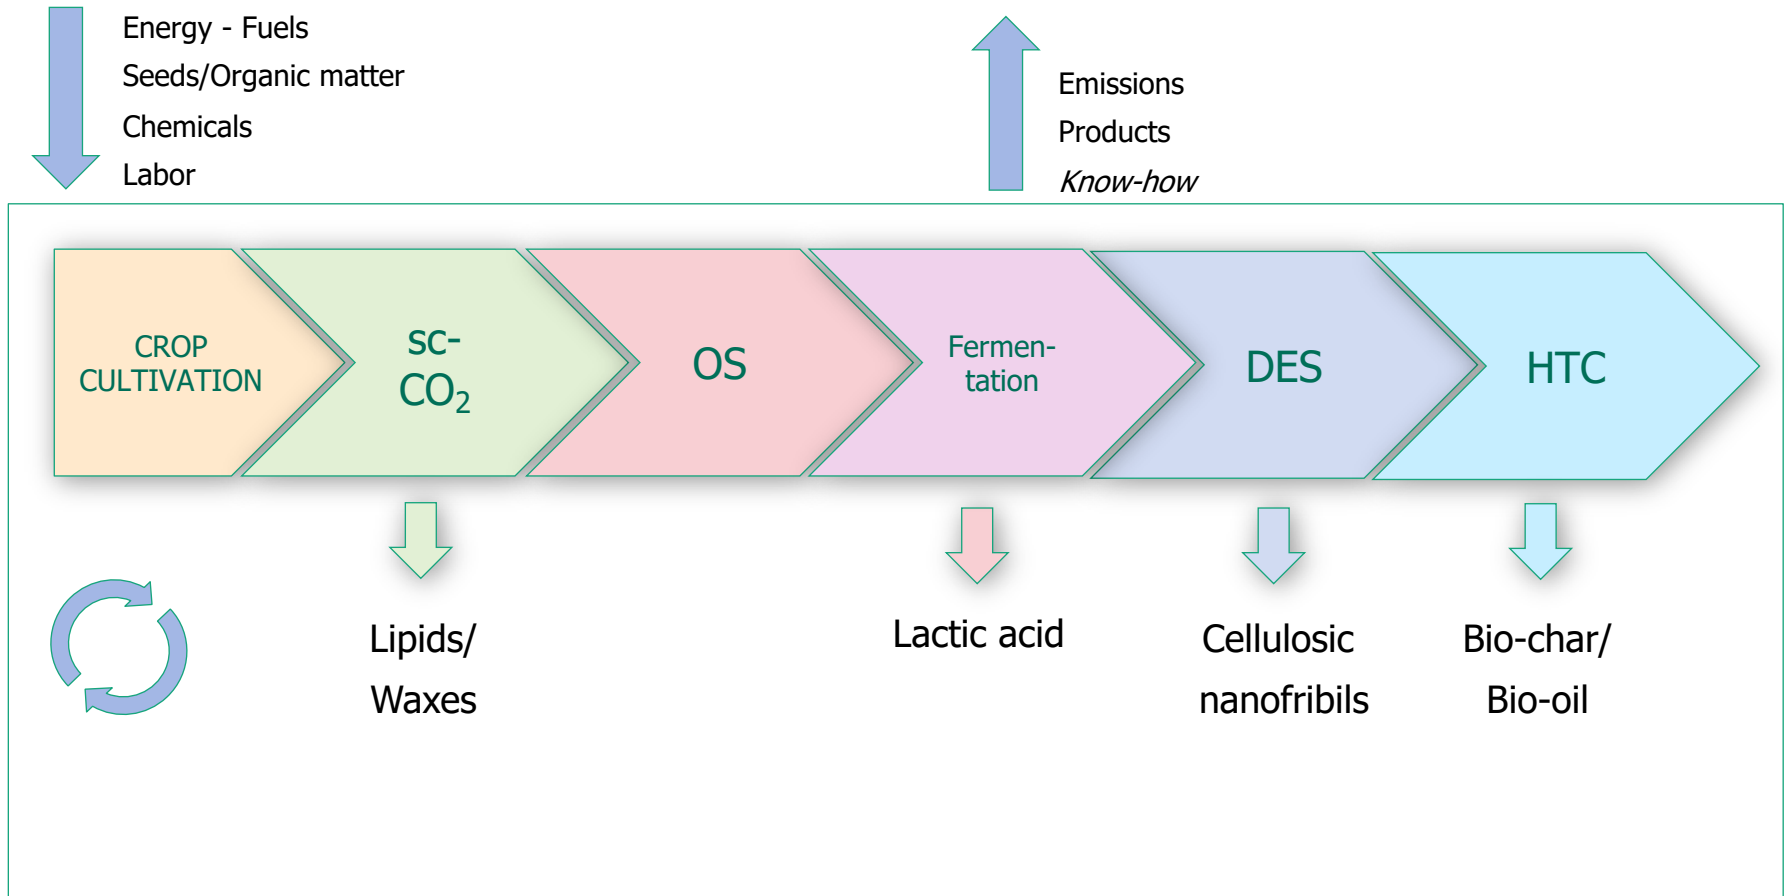 Energy - Fuels
Seeds/Organic matter
Chemicals
Labor
Emissions
Products
Know-how
CROP
CULTIVATION
sc-
CO₂
OS
Fermen-
tation
DES
HTC
Lipids/
Waxes
Lactic acid
Cellulosic
nanofribils
Bio-char/
Bio-oil